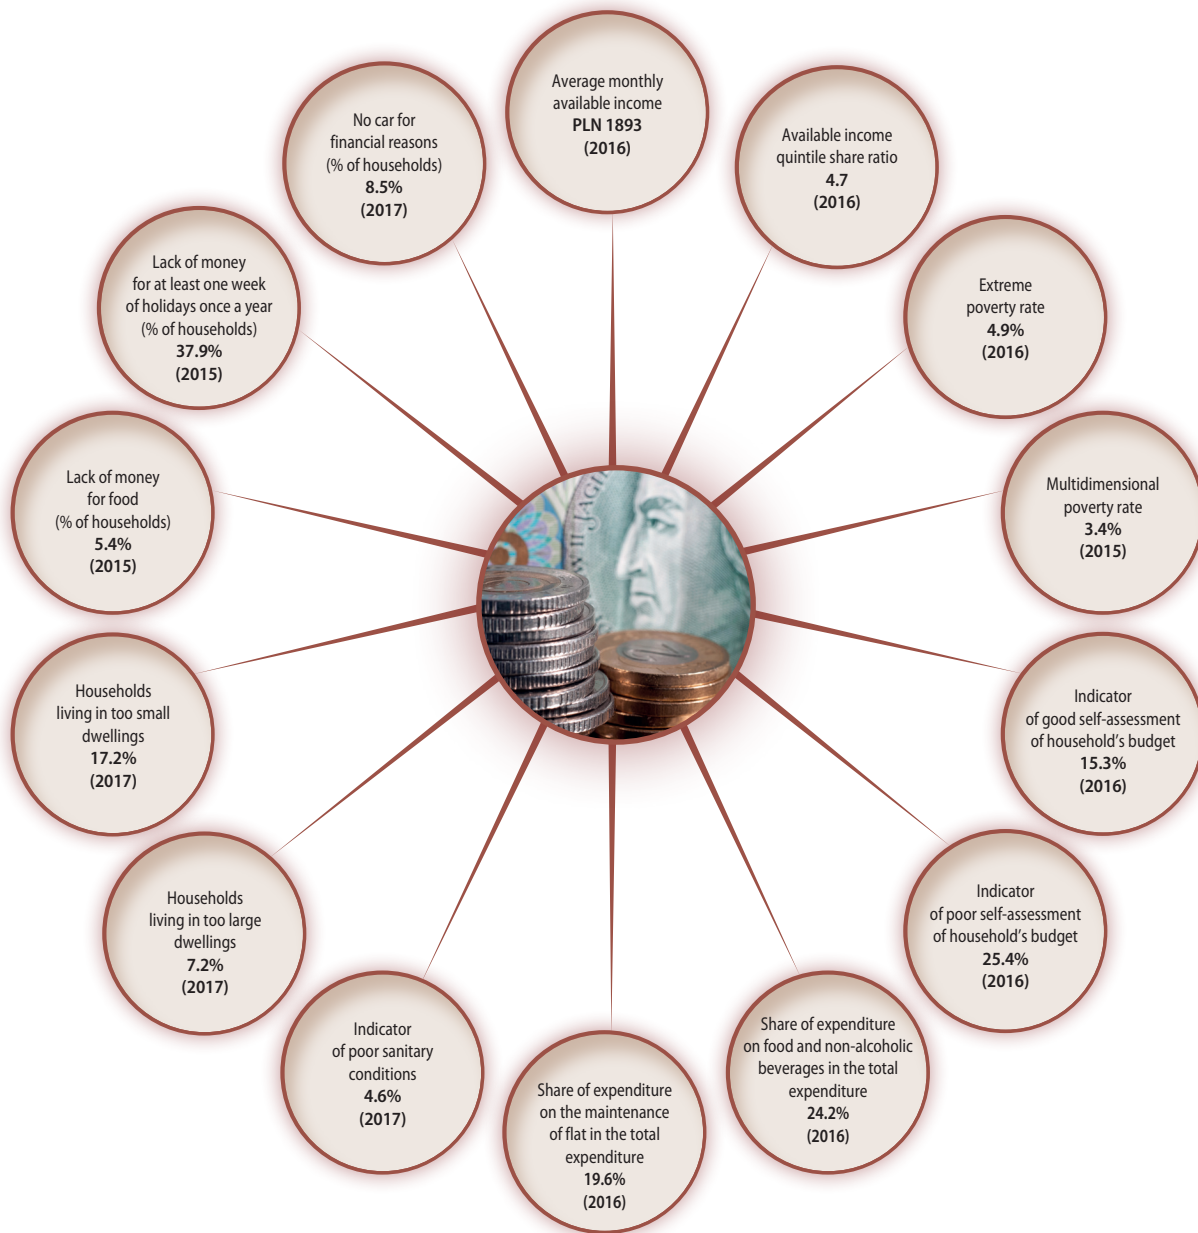 Average monthly
available income
PLN 1893
(2016)
Available income
quintile share ratio
4.7
(2016)
Extreme
poverty rate
4.9%
(2016)
Multidimensional
poverty rate
3.4%
(2015)
Indicator
of good self-assessment
of household’s budget
15.3%
(2016)
Indicator
of poor self-assessment
of household’s budget
25.4%
(2016)
Share of expenditure
on food and non-alcoholic
beverages in the total
expenditure
24.2%
(2016)
Share of expenditure
on the maintenance
of flat in the total
expenditure
19.6%
(2016)
Indicator
of poor sanitary
conditions
4.6%
(2017)
Households
living in too large
dwellings
7.2%
(2017)
Households
living in too small
dwellings
17.2%
(2017)
Lack of money
for food
(% of households)
5.4%
(2015)
Lack of money
for at least one week
of holidays once a year
(% of households)
37.9%
(2015)
No car for
financial reasons
(% of households)
8.5%
(2017)